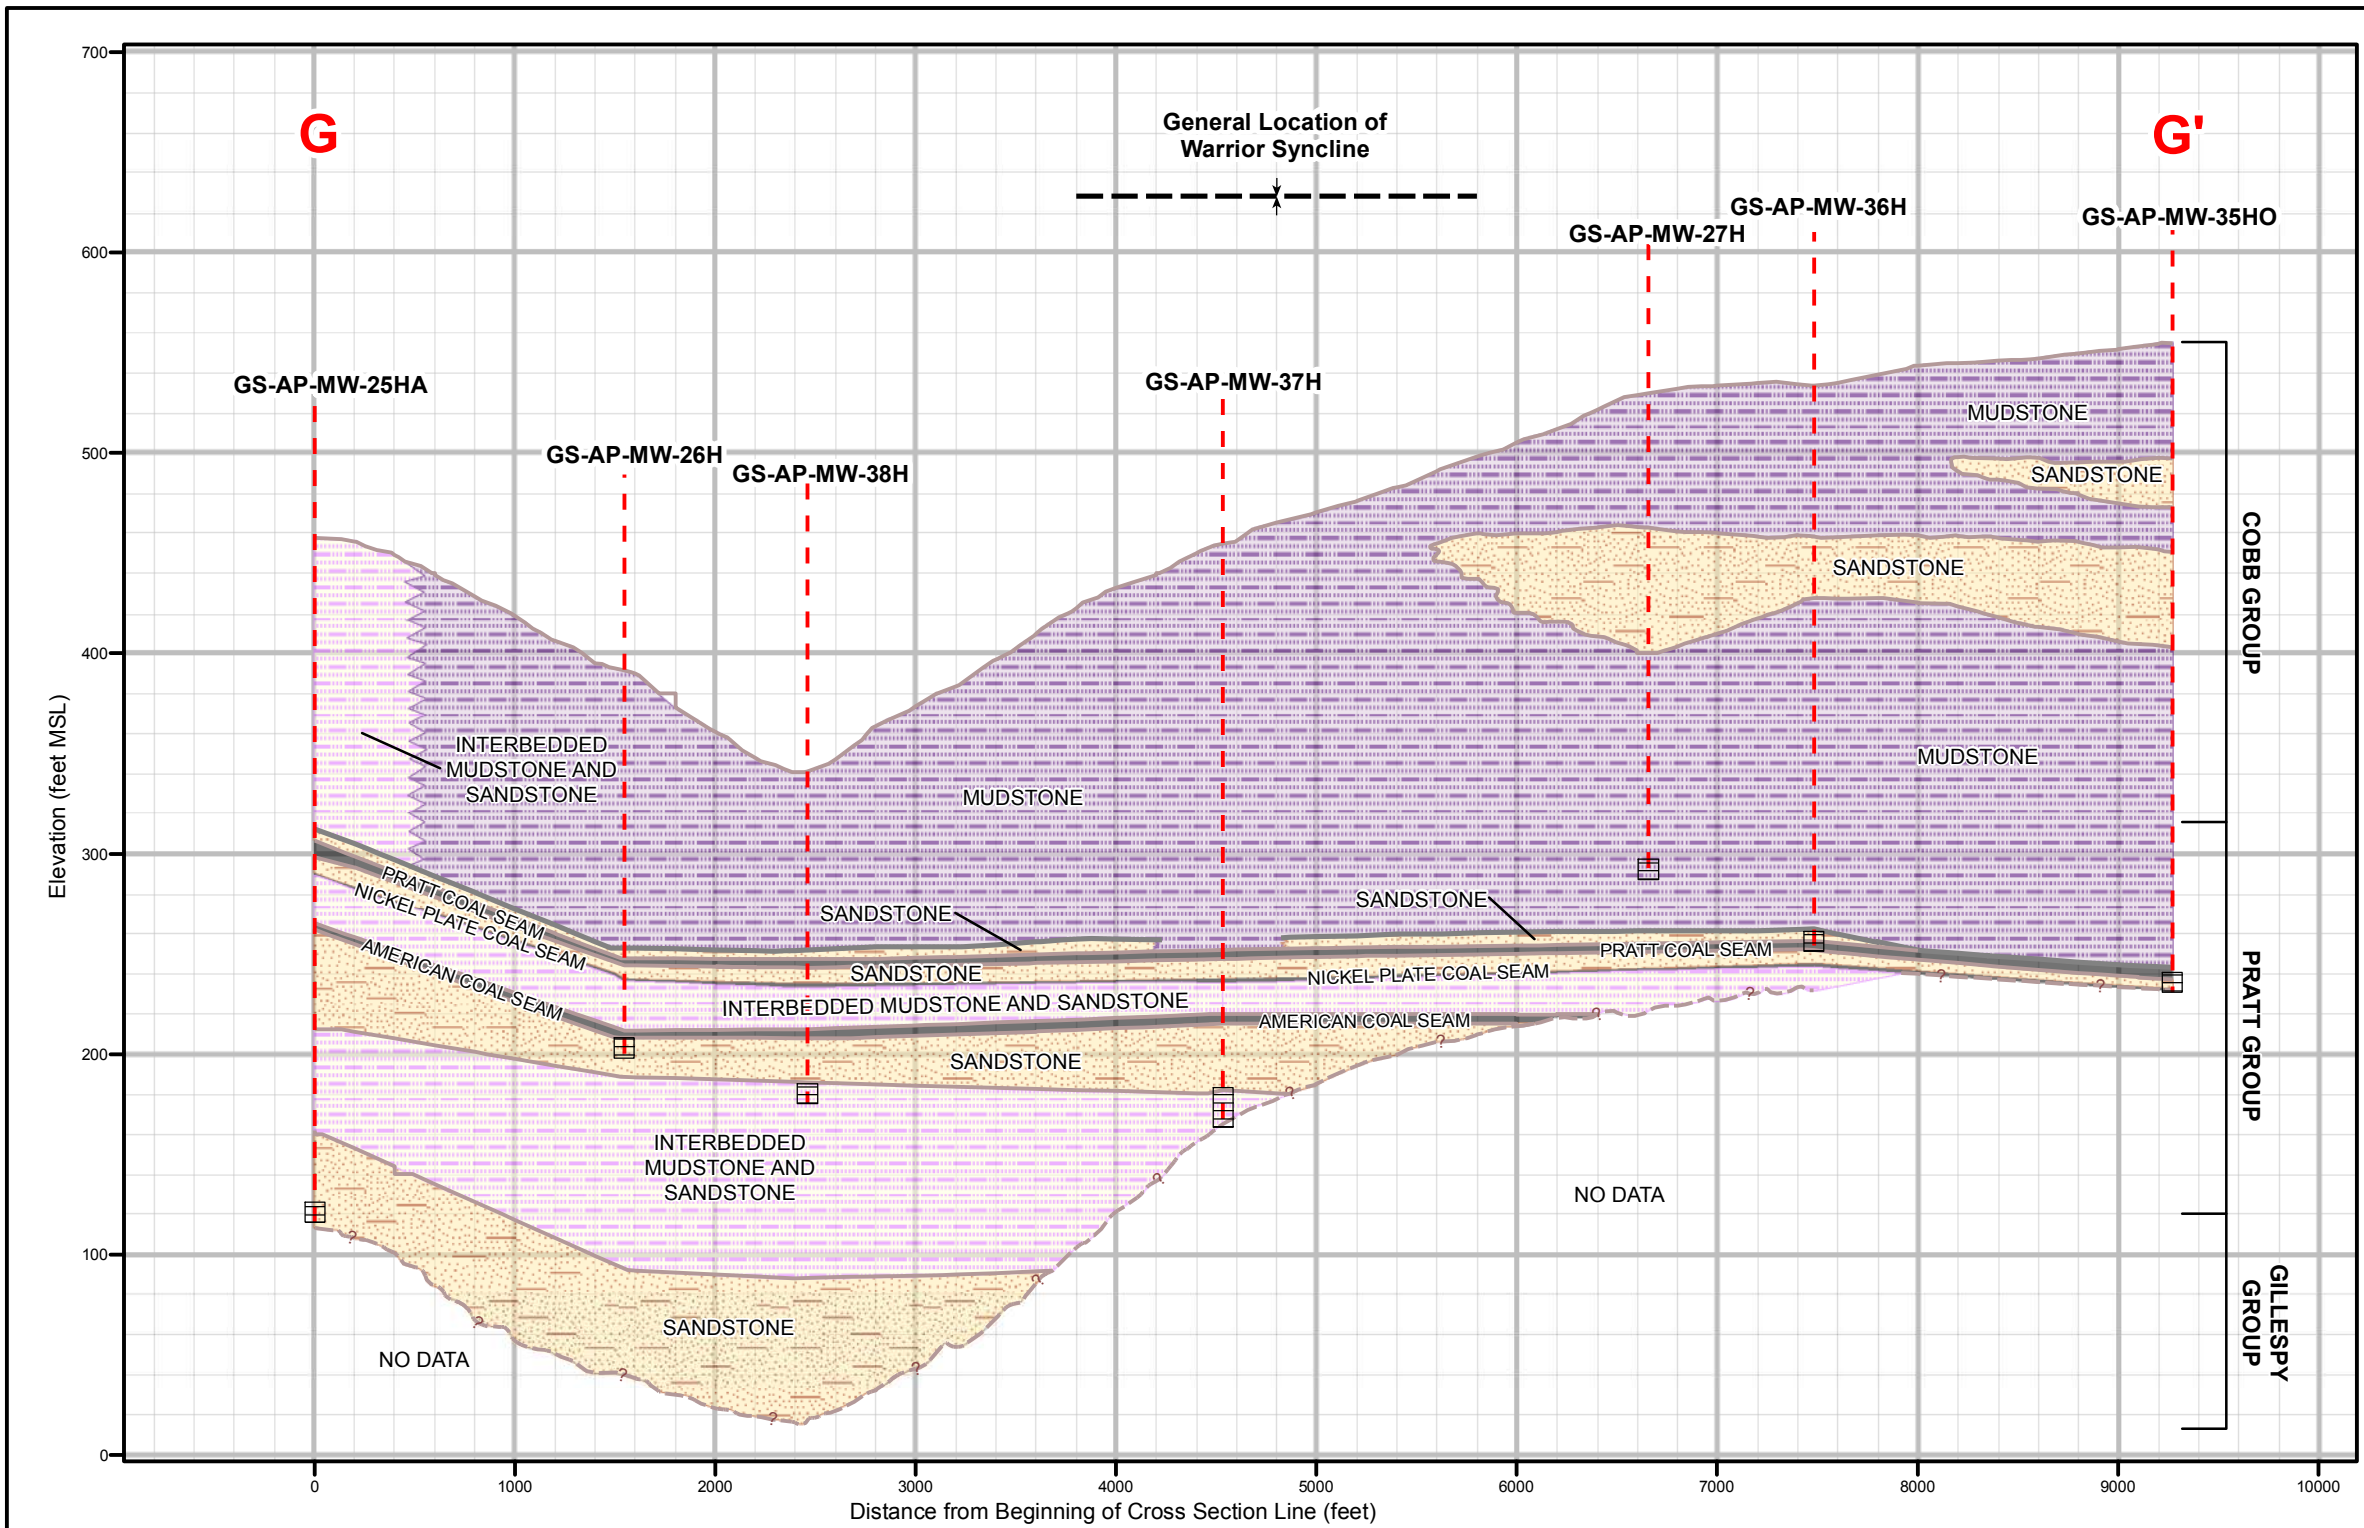 700
600
500
400
300
200
100
0
Elevation (feet MSL)
G
G'
General Location of
Warrior Syncline
GS-AP-MW-25HA
GS-AP-MW-26H
GS-AP-MW-38H
GS-AP-MW-37H
GS-AP-MW-27H
GS-AP-MW-36H
GS-AP-MW-35HO
MUDSTONE
SANDSTONE
SANDSTONE
MUDSTONE
INTERBEDDED
MUDSTONE AND
SANDSTONE
MUDSTONE
PRATT COAL SEAM
NICKEL PLATE COAL SEAM
AMERICAN COAL SEAM
SANDSTONE
SANDSTONE
SANDSTONE
PRATT COAL SEAM
NICKEL PLATE COAL SEAM
INTERBEDDED MUDSTONE AND SANDSTONE
AMERICAN COAL SEAM
SANDSTONE
INTERBEDDED
MUDSTONE AND
SANDSTONE
SANDSTONE
NO DATA
NO DATA
?
?
?
?
?
?
?
?
?
?
?
?
?
COBB GROUP
PRATT GROUP
GILLESPY
GROUP
0
1000
2000
3000
4000
5000
6000
7000
8000
9000
10000
Distance from Beginning of Cross Section Line (feet)